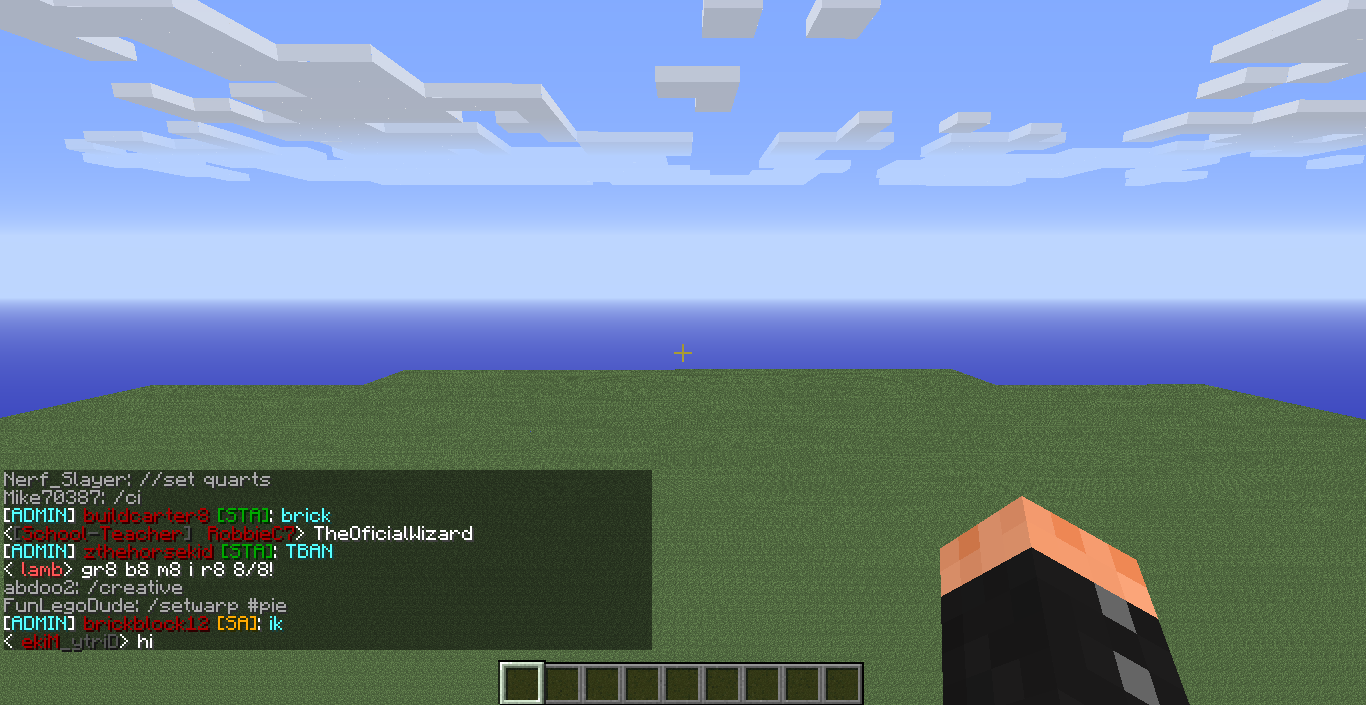 Nerf_Slayer: //set quarts
Mike70387: /ci
[ADMIN] buildcarter8 [STA]: brick
<[School-Teacher] RobbieC7> TheOficialWizard
[ADMIN] zthehorsekid [STA]: TBAN
< lamb> gr8 b8 m8 i r8 8/8!
abdoo2: /creative
FunLegoDude: /setwarp #pie
[ADMIN] brickblock12 [SA]: ik
< ekiM_ytriD> hi